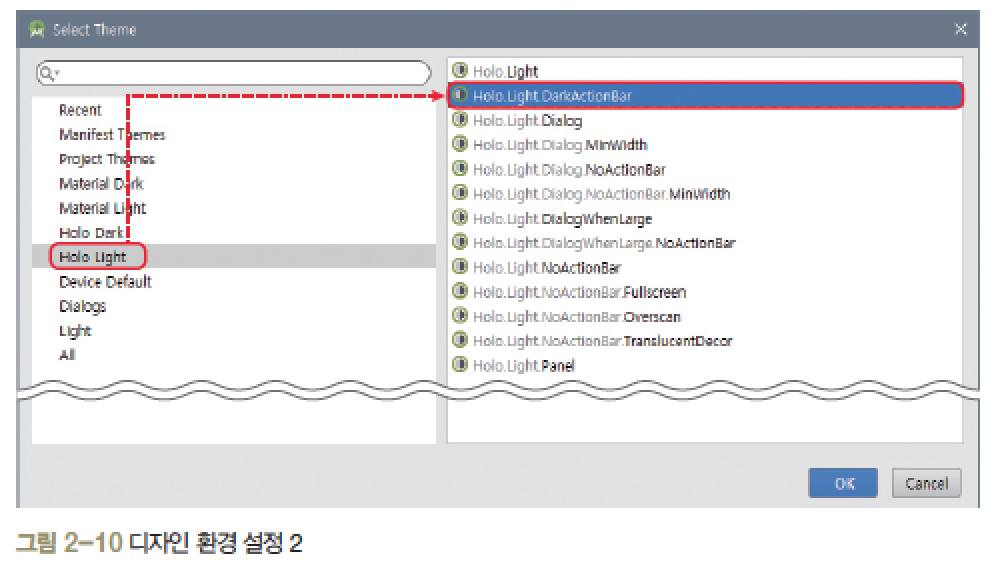 Select Theme
Recent
Manifest Themes
Project Themes
Material Dark
Material Light
Holo Dark
Holo Light
Device Default
Dialogs
Light
All
Holo.Light
Holo.Light.DarkActionBar
Holo.Light.Dialog
Holo.Light.Dialog.MinWidth
Holo.Light.Dialog.NoActionBar
Holo.Light.Dialog.NoActionBar.MinWidth
Holo.Light.DialogWhenLarge
Holo.Light.DialogWhenLarge.NoActionBar
Holo.Light.NoActionBar
Holo.Light.NoActionBar.Fullscreen
Holo.Light.NoActionBar.Overscan
Holo.Light.NoActionBar.TranslucentDecor
Holo.Light.Panel
OK
Cancel
그림 2-10 디자인 환경 설정 2